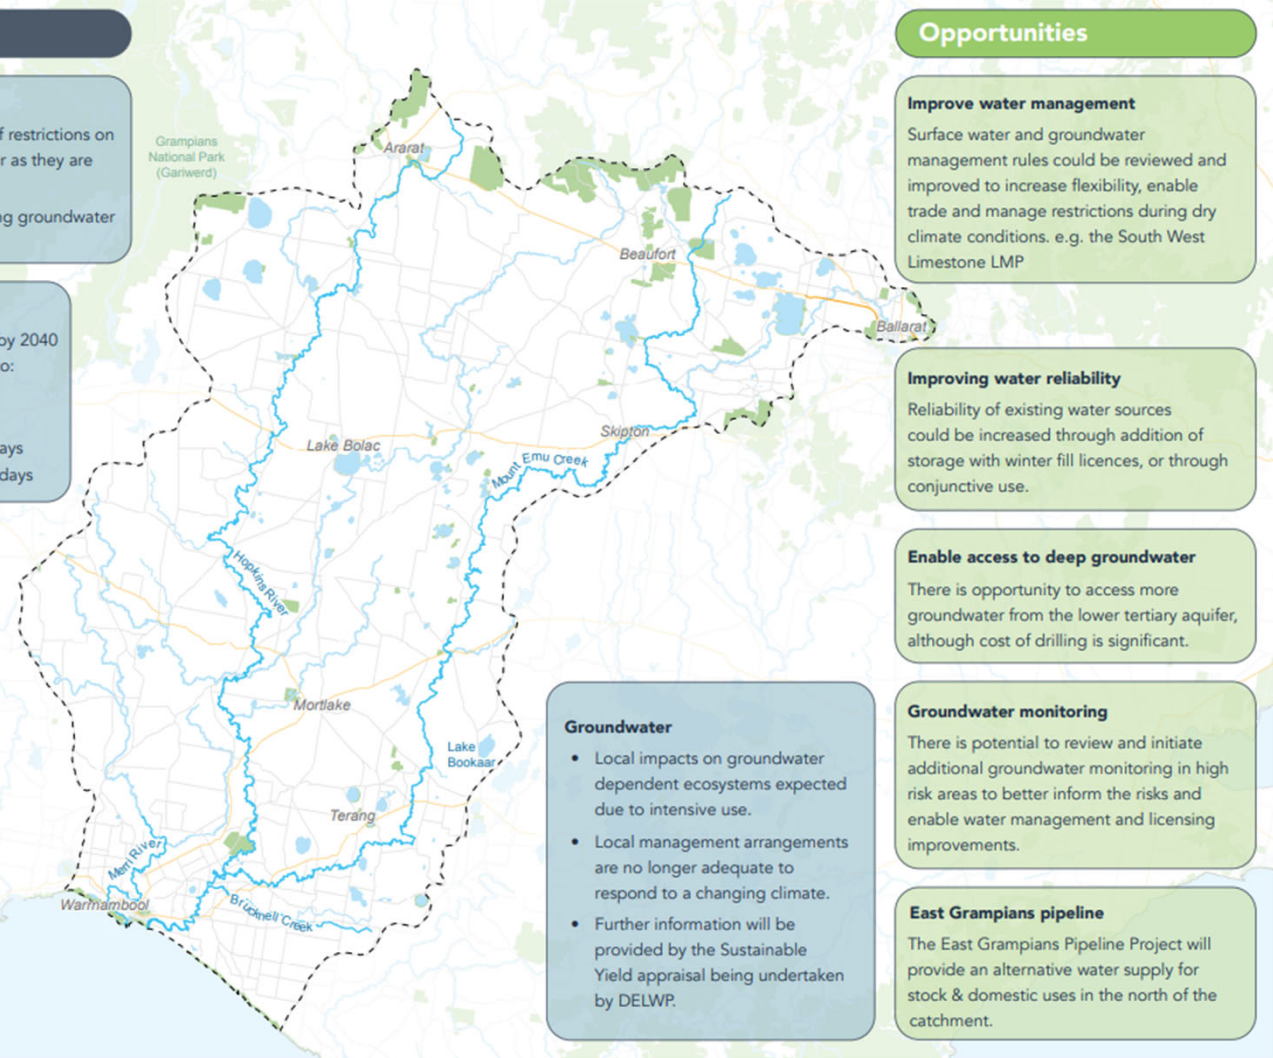 f restrictions on
r as they are
ng groundwater
by 2040
o:
ays
days
Grampians
National Park
(Gariwerd)
Ararat
Beaufort
Ballarat
Lake Bolac
Skipton
Mount Emu Creek
Hopkins River
Mortlake
Lake
Bookaar
Terang
Merri River
Warrnambool
Brucknell Creek
Groundwater
• Local impacts on groundwater
dependent ecosystems expected
due to intensive use.
• Local management arrangements
are no longer adequate to
respond to a changing climate.
• Further information will be
provided by the Sustainable
Yield appraisal being undertaken
by DELWP.
Opportunities
Improve water management
Surface water and groundwater
management rules could be reviewed and
improved to increase flexibility, enable
trade and manage restrictions during dry
climate conditions. e.g. the South West
Limestone LMP
Improving water reliability
Reliability of existing water sources
could be increased through addition of
storage with winter fill licences, or through
conjunctive use.
Enable access to deep groundwater
There is opportunity to access more
groundwater from the lower tertiary aquifer,
although cost of drilling is significant.
Groundwater monitoring
There is potential to review and initiate
additional groundwater monitoring in high
risk areas to better inform the risks and
enable water management and licensing
improvements.
East Grampians pipeline
The East Grampians Pipeline Project will
provide an alternative water supply for
stock & domestic uses in the north of the
catchment.